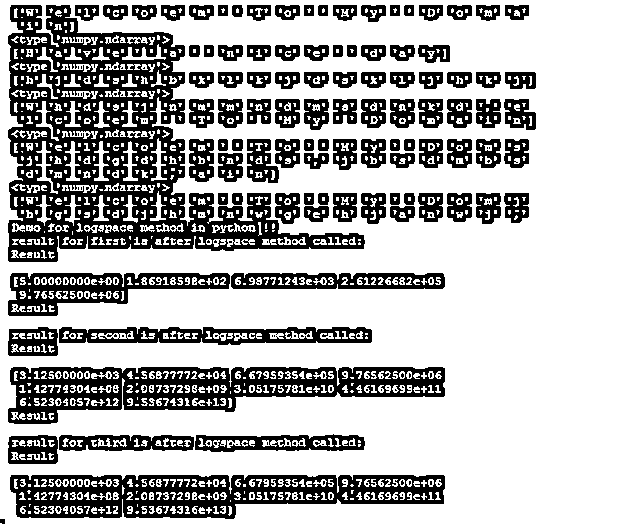 ['W' 'e' 'l' 'c' 'o' 'e' 'm' ' ' 'T' 'o' ' ' 'M' 'y' ' ' 'D' 'o' 'm' 'a'
'i' 'n']
<type 'numpy.ndarray'>
['H' 'a' 'v' 'e' ' ' 'a' ' ' 'n' 'i' 'c' 'e' ' ' 'd' 'a' 'y']
<type 'numpy.ndarray'>
['h' 'j' 'd' 's' 'h' 'b' 'k' 'l' 'k' 'j' 'd' 's' 'k' 'l' 'j' 'h' 'k' 'j']
<type 'numpy.ndarray'>
'l' 'c' 'o' 'e' 'm' ' ' 'T' 'o' ' ' 'M' 'y' ' ' 'D' 'o' 'm' 'a' 'i' 'n']
<type 'numpy.ndarray'>
['W' 'e' 'l' 'c' 'o' 'e' 'm' ' ' 'T' 'o' ' ' 'M' 'y' ' ' 'D' 'o' 'm' 's'
<type 'numpy.ndarray'>
['W' 'e' 'l' 'c' 'o' 'e' 'm' ' ' 'T' 'o' ' ' 'M' 'y' ' ' 'D' 'o' 'm' 'j'
Demo for logspace method in python!!
result for first is after logspace method called:
Result
[5.00000000e+00 1.86918598e+02 6.98771243e+03 2.61226682e+05
9.76562500e+06]
Result
result for second is after logspace method called:
Result
[3.12500000e+03 4.56877772e+04 6.67959354e+05 9.76562500e+06
1.42774304e+08 2.08737298e+09 3.05175781e+10 4.46169699e+11
6.52304057e+12 9.53674316e+13]
Result
result for third is after logspace method called:
Result
[3.12500000e+03 4.56877772e+04 6.67959354e+05 9.76562500e+06
1.42774304e+08 2.08737298e+09 3.05175781e+10 4.46169699e+11
6.52304057e+12 9.53674316e+13]